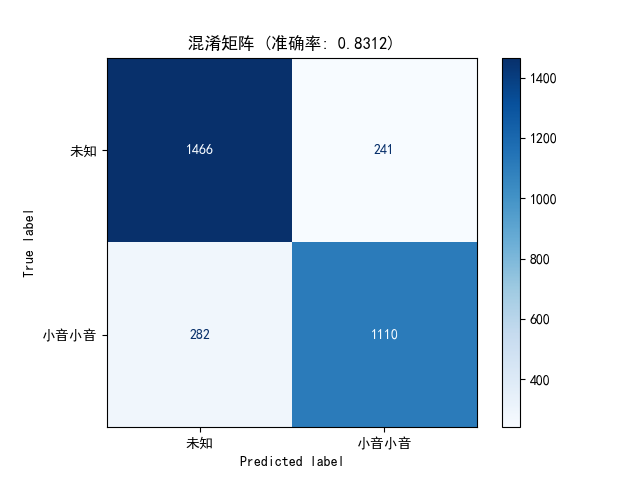 混淆矩阵 (准确率: 0.8312)
True label
未知
小音小音
1466
241
282
1110
未知
小音小音
Predicted label
1400
1200
1000
800
600
400